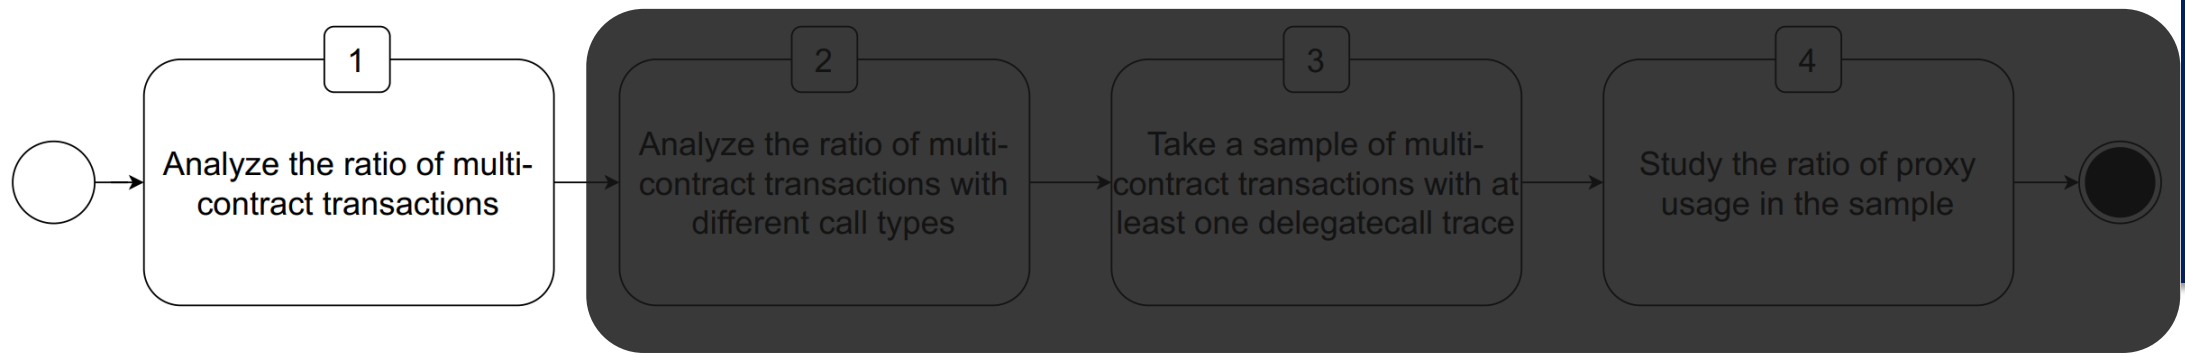 1
Analyze the ratio of multi-
contract transactions
2
Analyze the ratio of multi-
contract transactions with
different call types
3
Take a sample of multi-
contract transactions with at
least one delegatecall trace
4
Study the ratio of proxy
usage in the sample